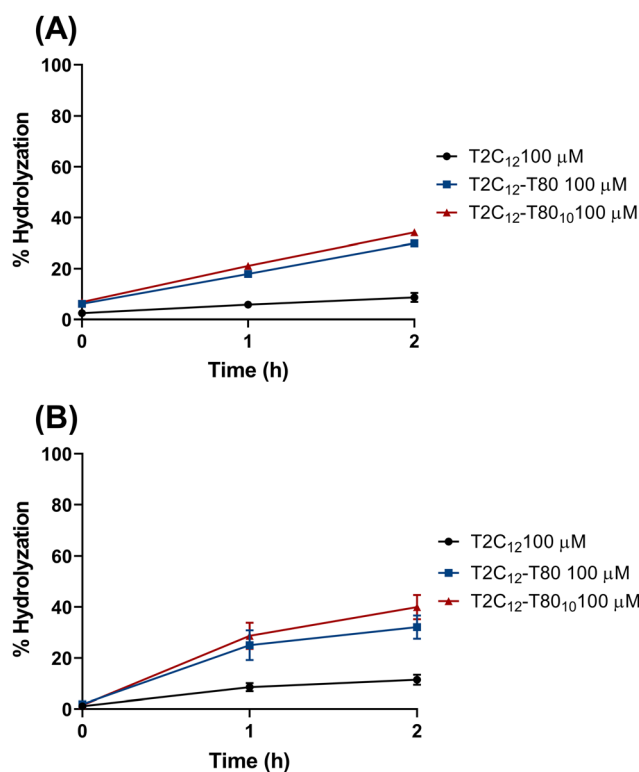 (A)
% Hydrolyzation
100
80
60
40
20
0
0 1 2
Time (h)
T2C₁₂100 μM
T2C₁₂-T80 100 μM
T2C₁₂-T80₁₀100 μM
(B)
% Hydrolyzation
100
80
60
40
20
0
0 1 2
Time (h)
T2C₁₂100 μM
T2C₁₂-T80 100 μM
T2C₁₂-T80₁₀100 μM